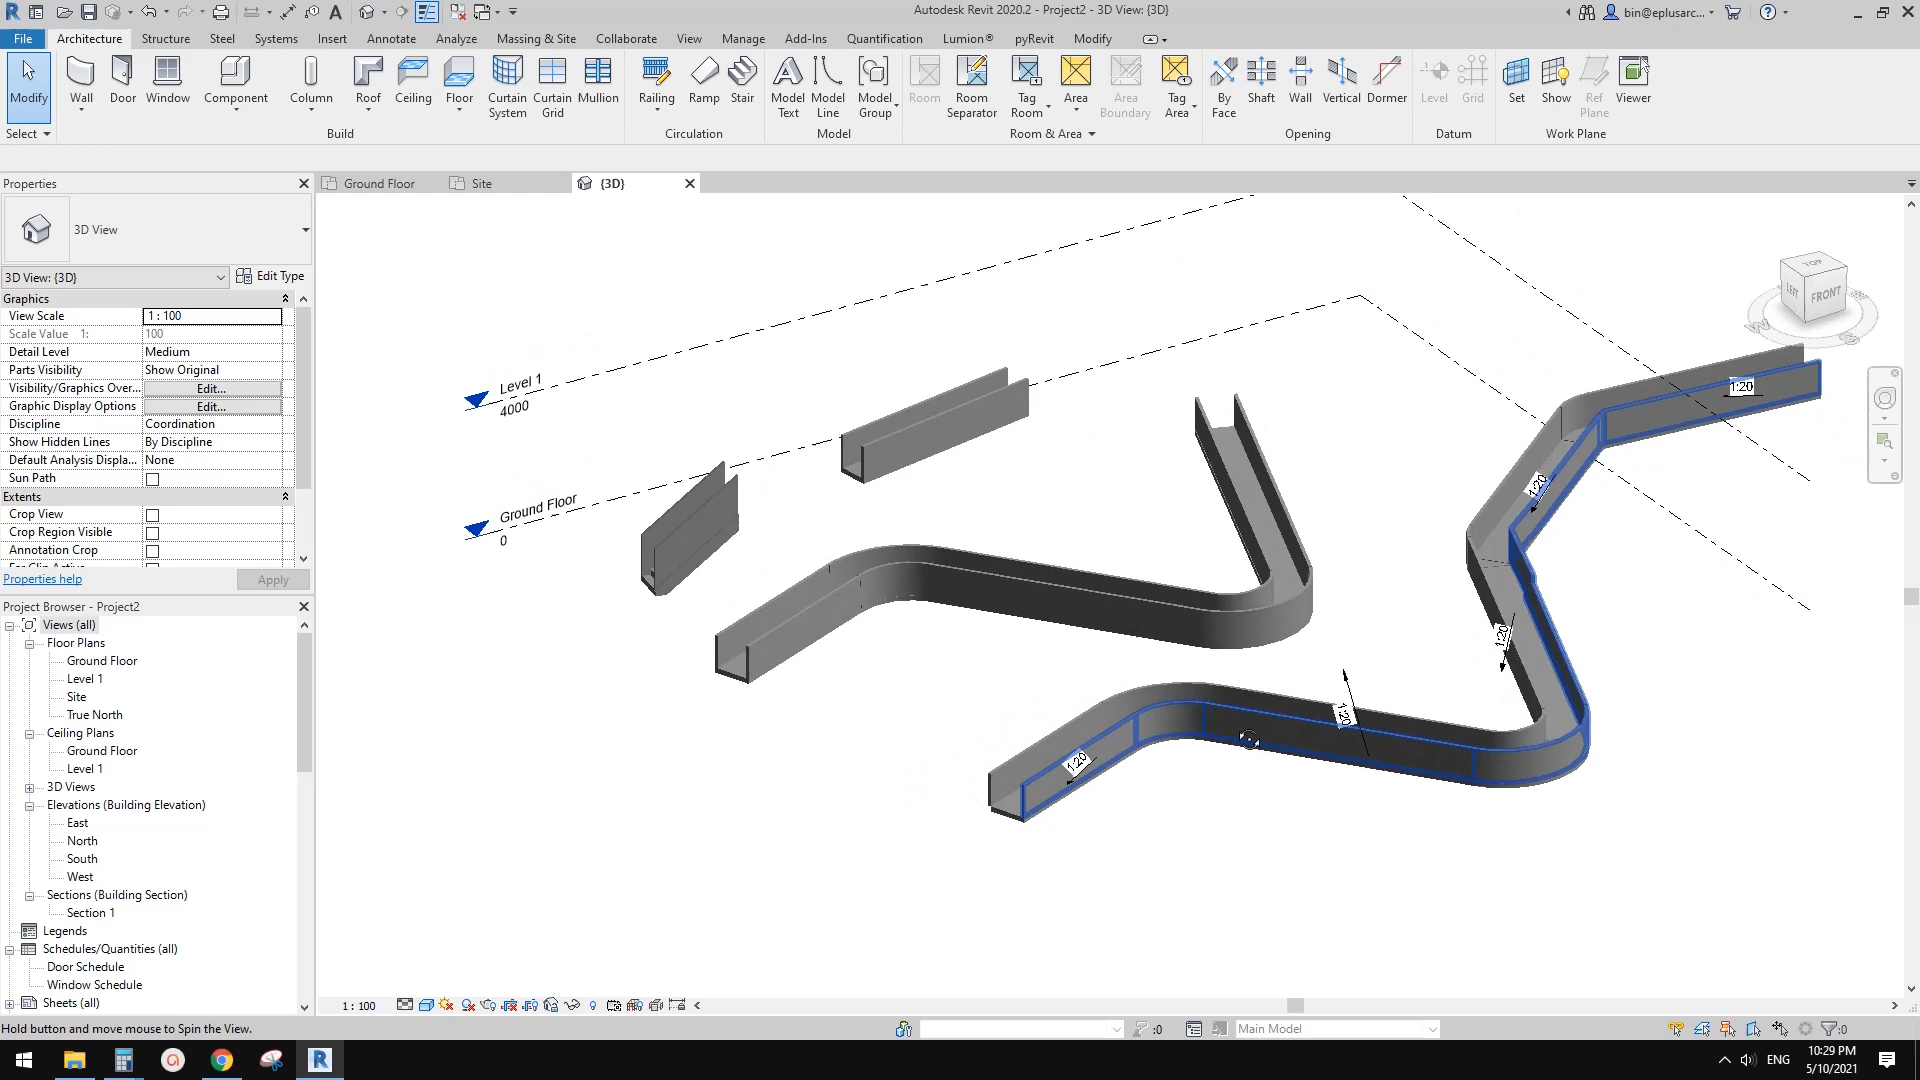 Autodesk Revit 2020.2 - Project2 - 3D View: {3D}
bin@eplusarc...
File Architecture Structure Steel Systems Insert Annotate Analyze Massing & Site Collaborate View Manage Add-Ins Quantification Lumion® pyRevit Modify
Modify Wall Door Window Component Column Roof Ceiling Floor Curtain System Curtain Grid Mullion Railing Ramp Stair Model Text Model Line Model Group Room Room Separator Tag Room Area Area Boundary Tag Area By Face Shaft Wall Vertical Dormer Level Grid Set Show Ref Plane Viewer
Select Build Circulation Model Room & Area Opening Datum Work Plane
Properties
Ground Floor Site {3D}
3D View
3D View: {3D} Edit Type
Graphics
View Scale 1 : 100
Scale Value 1: 100
Detail Level Medium
Parts Visibility Show Original
Visibility/Graphics Over... Edit...
Graphic Display Options Edit...
Discipline Coordination
Show Hidden Lines By Discipline
Default Analysis Displa... None
Sun Path
Extents
Crop View
Crop Region Visible
Annotation Crop
Properties help Apply
Project Browser - Project2
Views (all)
Floor Plans
Ground Floor
Level 1
Site
True North
Ceiling Plans
Ground Floor
Level 1
3D Views
Elevations (Building Elevation)
East
North
South
West
Sections (Building Section)
Section 1
Legends
Schedules/Quantities (all)
Door Schedule
Window Schedule
Sheets (all)
Level 1
4000
Ground Floor
0
TOP
LEFT FRONT
W S
1:20
1:20
1:20
1:20
1:20
1 : 100
Hold button and move mouse to Spin the View.
:0 Main Model :0
ENG
10:29 PM
5/10/2021